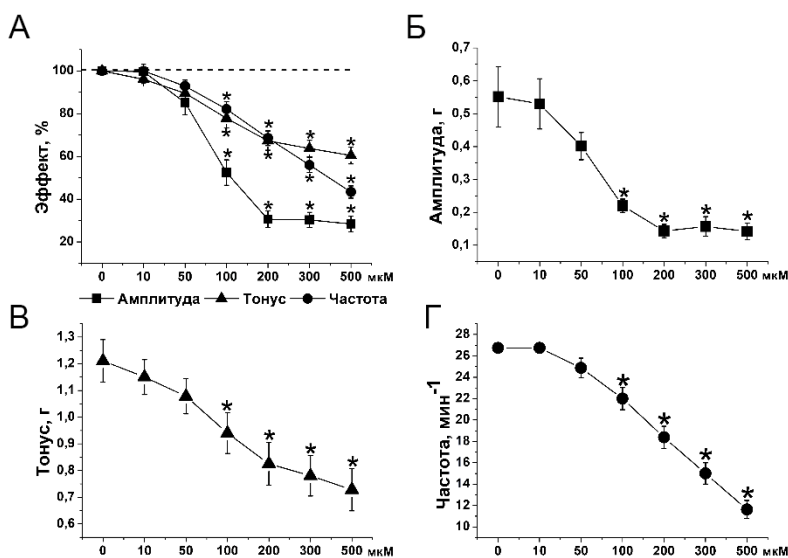 А
Эффект, %
100
80
60
40
20
* * * *
* * * *
* * * *
0 10 50 100 200 300 500 мкМ
Амплитуда Тонус Частота
Б
Амплитуда, г
0,7
0,6
0,5
0,4
0,3
0,2
0,1
* * * *
0 10 50 100 200 300 500 мкМ
В
Тонус, г
1,3
1,2
1,0
0,9
0,8
0,7
0,6
* * * *
0 10 50 100 200 300 500 мкМ
Г
Частота, мин-1
28
26
24
22
20
18
16
14
12
10
* * * *
0 10 50 100 200 300 500 мкМ